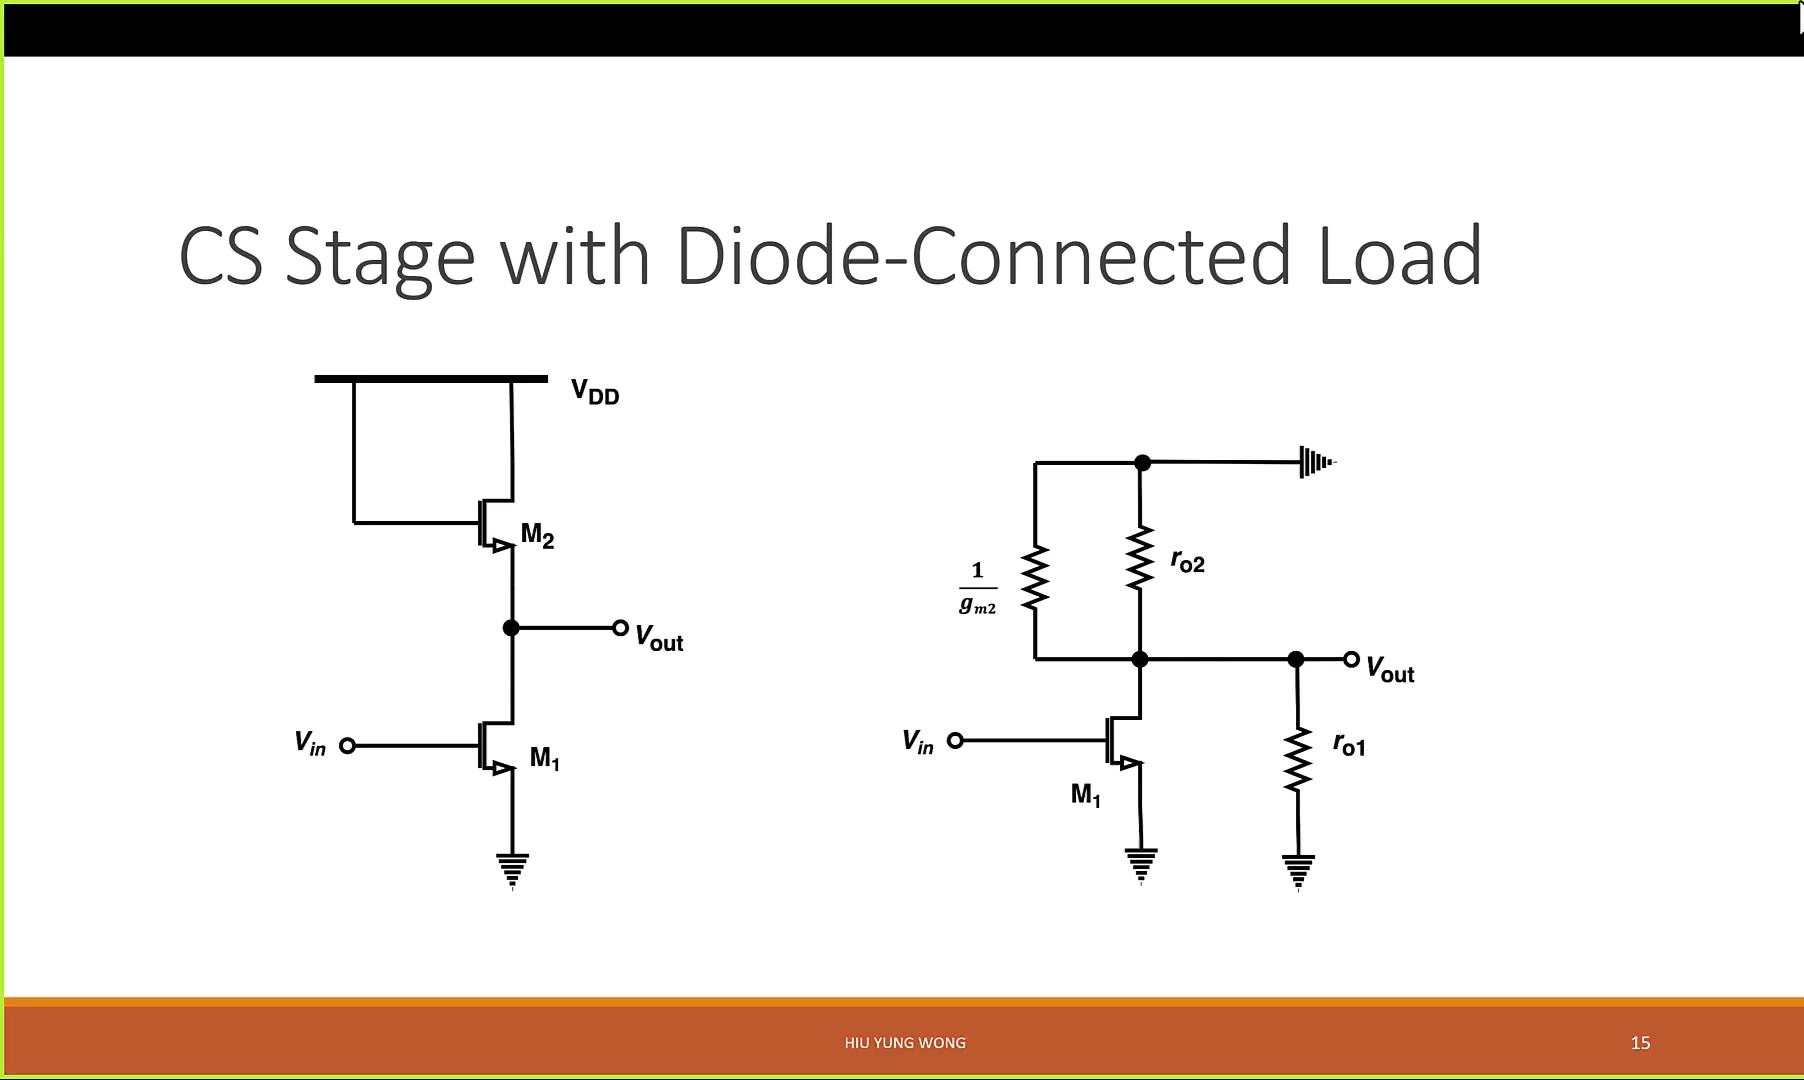 CS Stage with Diode-Connected Load
VDD
M2
Vout
Vin
M1
1
gm2
ro2
Vout
Vin
ro1
M1
HIU YUNG WONG
15